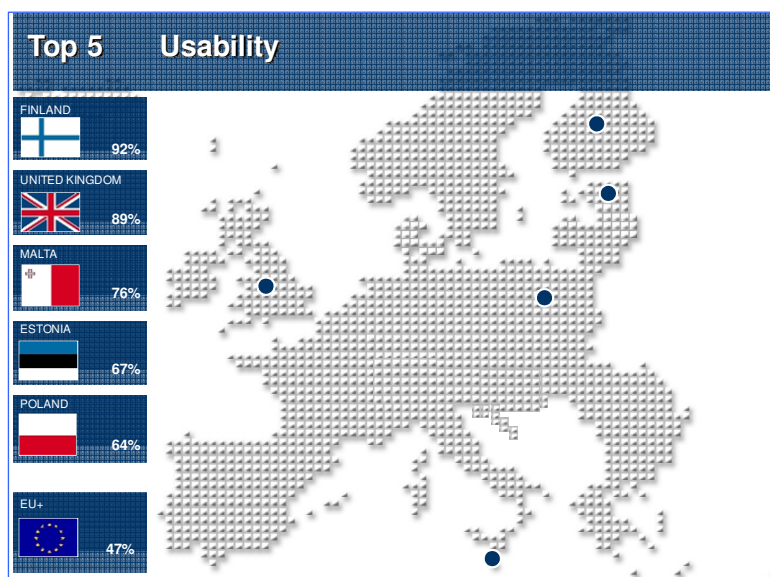 Top 5 Usability
FINLAND
92%
UNITED KINGDOM
89%
MALTA
76%
ESTONIA
67%
POLAND
64%
EU+
47%